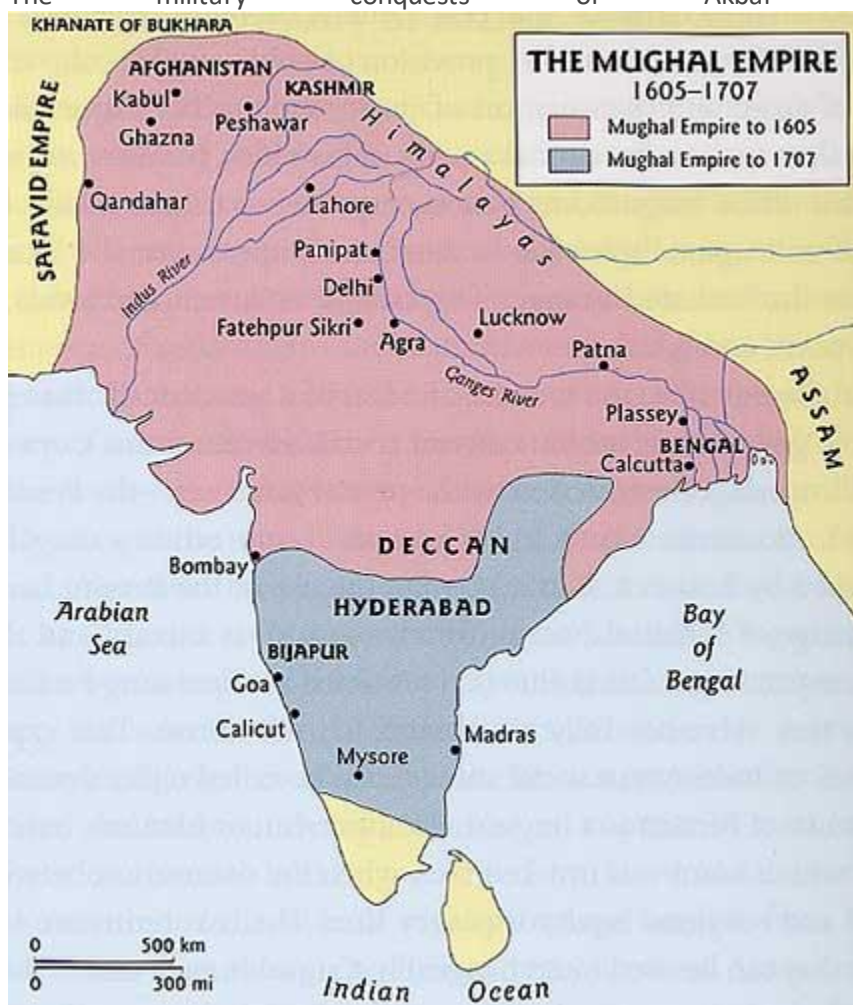 The military conquests of Akbar
KHANATE OF BUKHARA
THE MUGHAL EMPIRE
1605–1707
Mughal Empire to 1605
Mughal Empire to 1707
AFGHANISTAN
KASHMIR
Kabul
Peshawar
Ghazna
Himalayas
SAFAVID EMPIRE
Qandahar
Lahore
Indus River
Panipat
Delhi
Fatehpur Sikri
Agra
Lucknow
Ganges River
Patna
ASSAM
Plassey
BENGAL
Calcutta
DECCAN
Bombay
HYDERABAD
Arabian
Sea
Bay
of
Bengal
BIJAPUR
Goa
Calicut
Madras
Mysore
0 500 km
0 300 mi
Indian Ocean